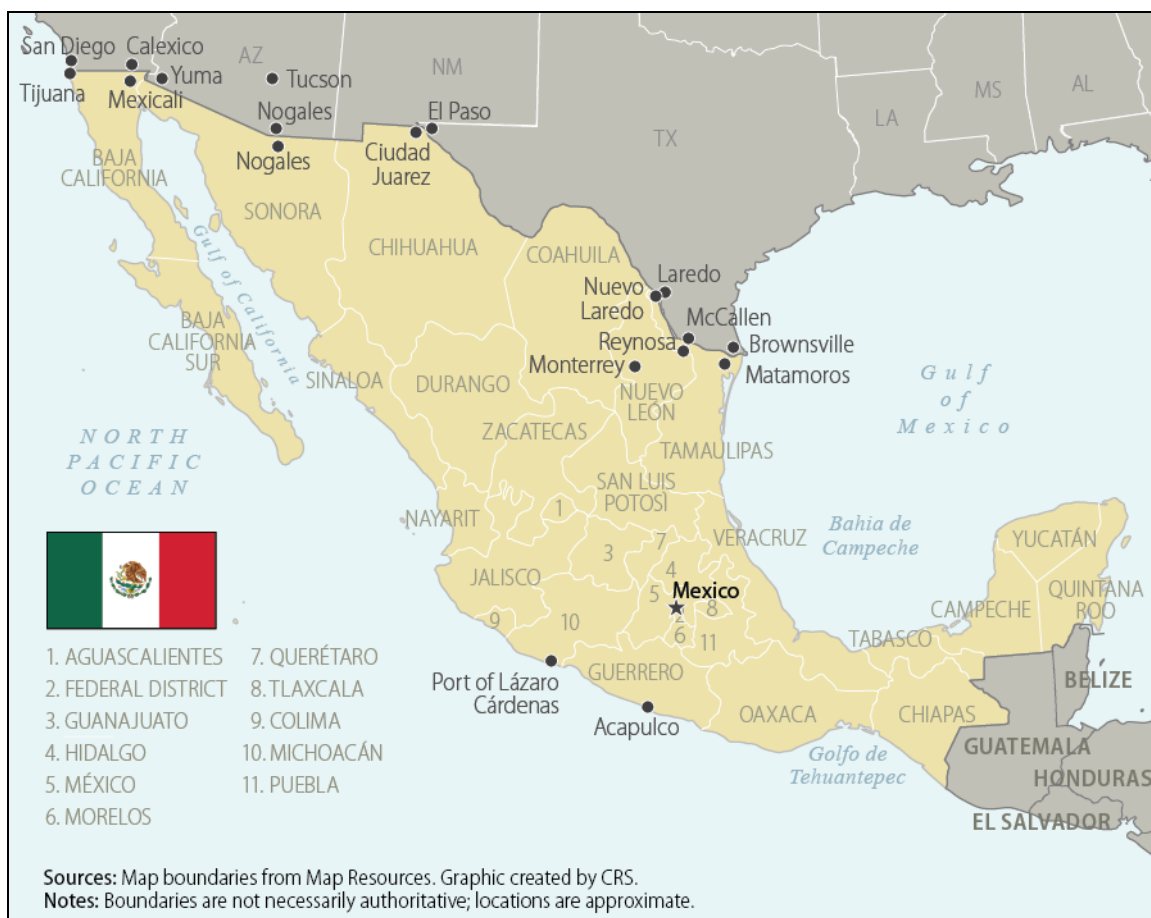 San Diego
Calexico
AZ
NM
Yuma
Tucson
Tijuana
Mexicali
Nogales
El Paso
TX
LA
MS
AL
Nogales
Ciudad
Juarez
BAJA
CALIFORNIA
SONORA
CHIHUAHUA
COAHUILA
Gulf of California
Nuevo
Laredo
Laredo
McCallen
BAJA
CALIFORNIA
SUR
Reynosa
Brownsville
Monterrey
Matamoros
SINALOA
DURANGO
NUEVO
LEÓN
Gulf
of
Mexico
NORTH
PACIFIC
OCEAN
ZACATECAS
TAMAULIPAS
SAN LUIS
POTOSÍ
NAYARIT
1
VERACRUZ
Bahia de
Campeche
YUCATÁN
3
7
JALISCO
4
5
Mexico
2
8
QUINTANA
ROO
CAMPECHE
9
10
6
11
TABASCO
GUERRERO
Port of Lázaro
Cárdenas
BELIZE
Acapulco
OAXACA
CHIAPAS
Golfo de
Tehuantepec
GUATEMALA
HONDURAS
EL SALVADOR
1. AGUASCALIENTES
2. FEDERAL DISTRICT
3. GUANAJUATO
4. HIDALGO
5. MÉXICO
6. MORELOS
7. QUERÉTARO
8. TLAXCALA
9. COLIMA
10. MICHOACÁN
11. PUEBLA
Sources: Map boundaries from Map Resources. Graphic created by CRS.
Notes: Boundaries are not necessarily authoritative; locations are approximate.